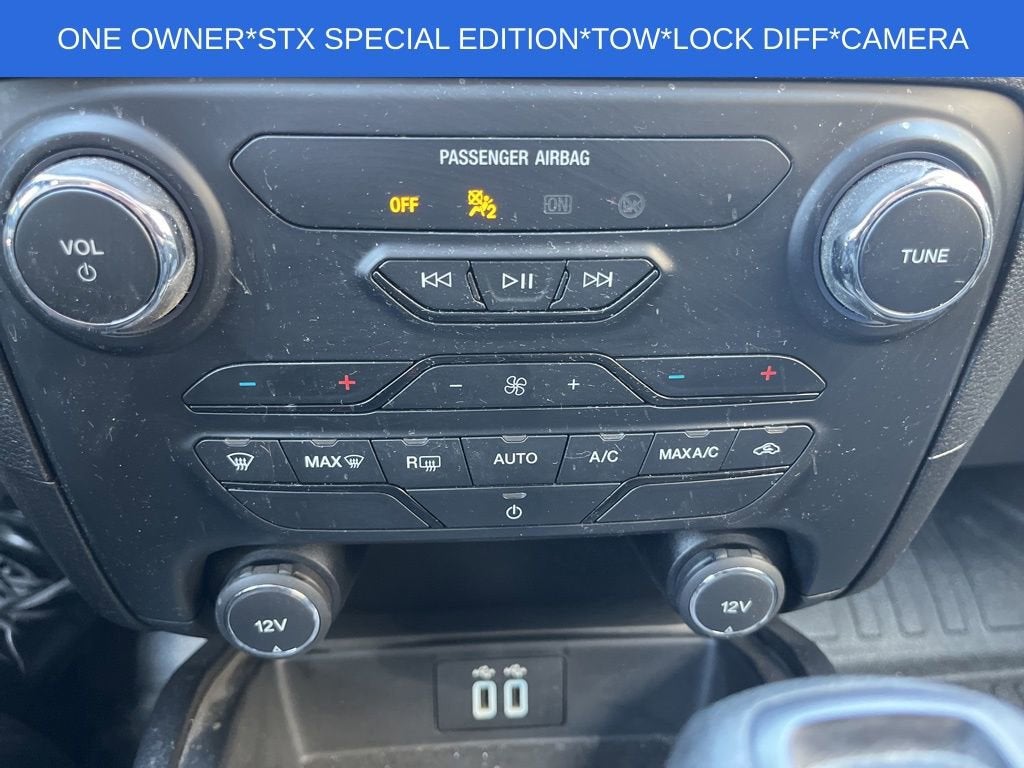 ONE OWNER*STX SPECIAL EDITION*TOW*LOCK DIFF*CAMERA
PASSENGER AIRBAG
OFF 2 ON
VOL
TUNE
MAX R AUTO A/C MAX A/C
12V 12V